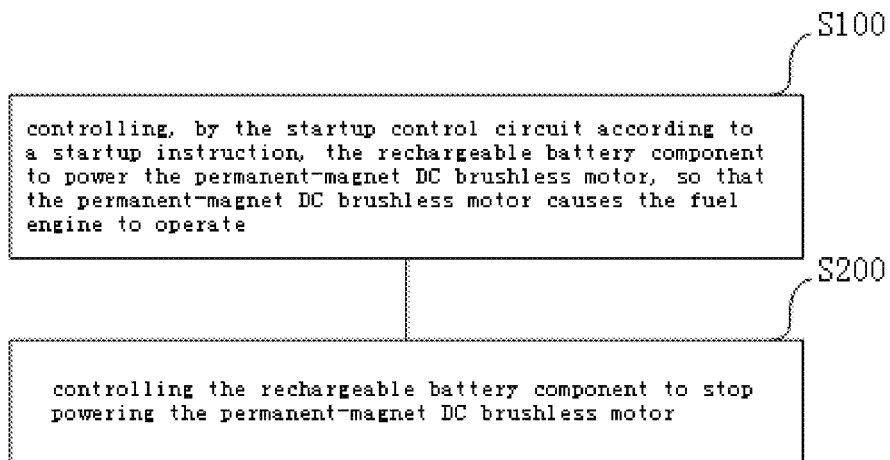 S100
controlling, by the startup control circuit according to
a startup instruction, the rechargeable battery component
to power the permanent-magnet DC brushless motor, so that
the permanent-magnet DC brushless motor causes the fuel
engine to operate
S200
controlling the rechargeable battery component to stop
powering the permanent-magnet DC brushless motor